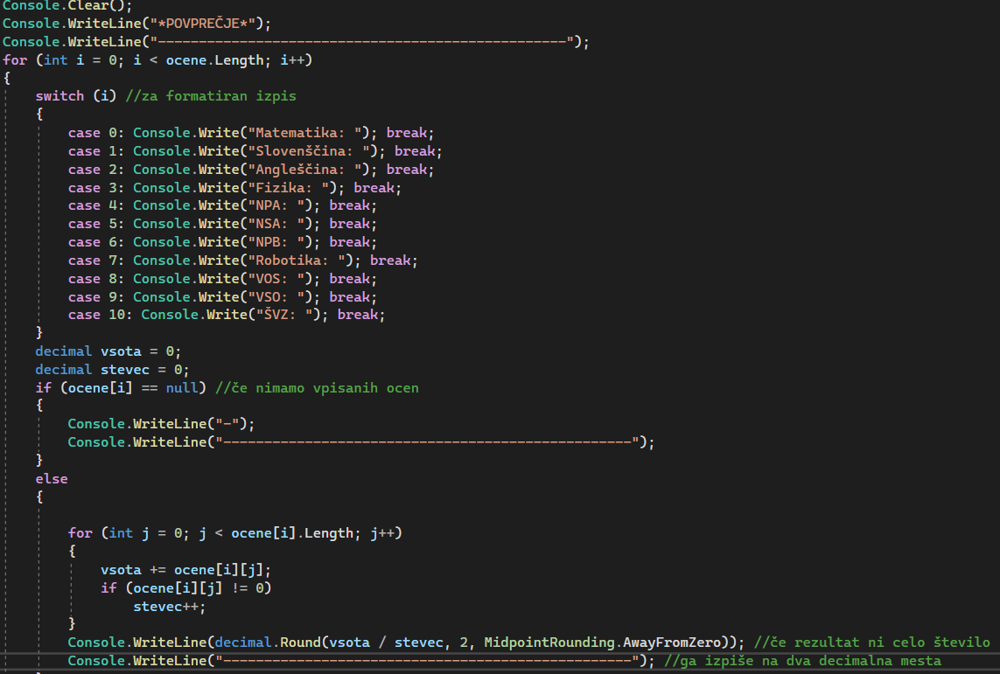 Console.Clear();
Console.WriteLine("*POVPREČJE*");
Console.WriteLine("--------------------------------------------------");
for (int i = 0; i < ocene.Length; i++)
{
switch (i) //za formatiran izpis
{
case 0: Console.Write("Matematika: "); break;
case 1: Console.Write("Slovenščina: "); break;
case 2: Console.Write("Angleščina: "); break;
case 3: Console.Write("Fizika: "); break;
case 4: Console.Write("NPA: "); break;
case 5: Console.Write("NSA: "); break;
case 6: Console.Write("NPB: "); break;
case 7: Console.Write("Robotika: "); break;
case 8: Console.Write("VOS: "); break;
case 9: Console.Write("VSO: "); break;
case 10: Console.Write("ŠVZ: "); break;
}
decimal vsota = 0;
decimal stevec = 0;
if (ocene[i] == null) //če nimamo vpisanih ocen
{
Console.WriteLine("-");
Console.WriteLine("--------------------------------------------------");
}
else
{
for (int j = 0; j < ocene[i].Length; j++)
{
vsota += ocene[i][j];
if (ocene[i][j] != 0)
stevec++;
}
Console.WriteLine(decimal.Round(vsota / stevec, 2, MidpointRounding.AwayFromZero)); //če rezultat ni celo število
Console.WriteLine("--------------------------------------------------"); //ga izpiše na dva decimalna mesta